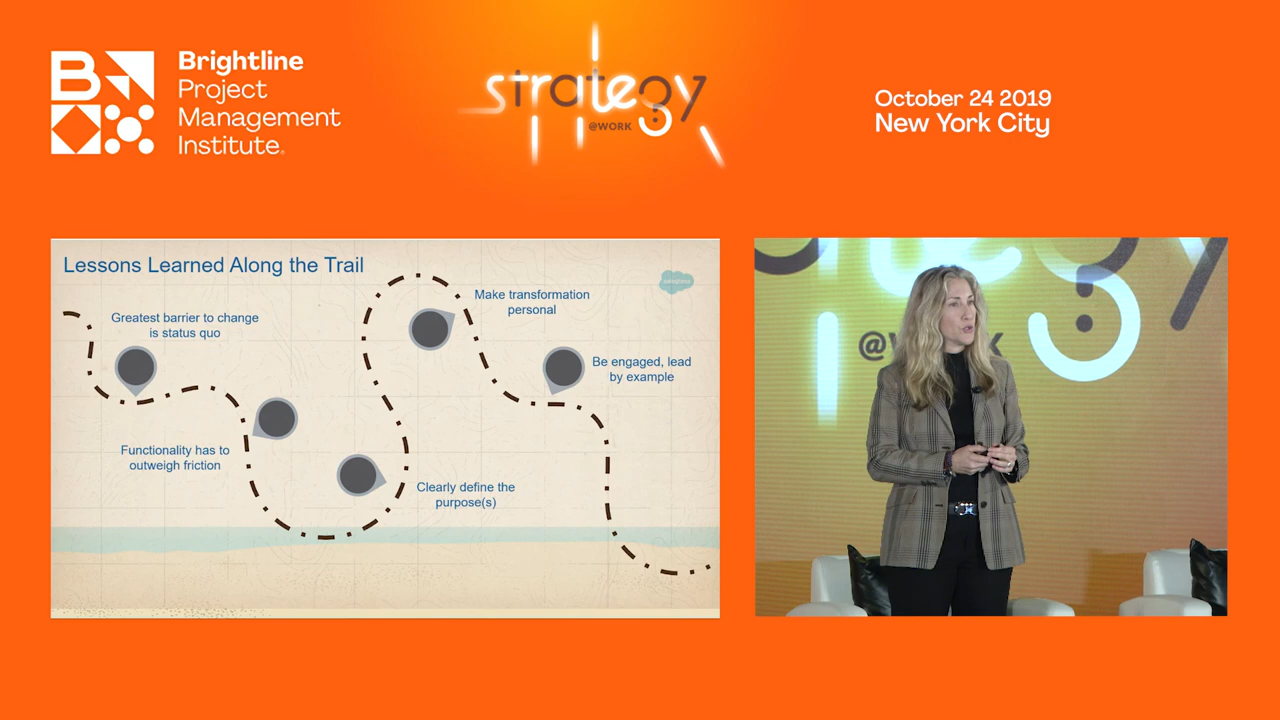 Brightline
Project
Management
Institute.
strategy
@WORK
October 24 2019
New York City
Lessons Learned Along the Trail
salesforce
Greatest barrier to change
is status quo
Functionality has to
outweigh friction
Clearly define the
purpose(s)
Make transformation
personal
Be engaged, lead
by example